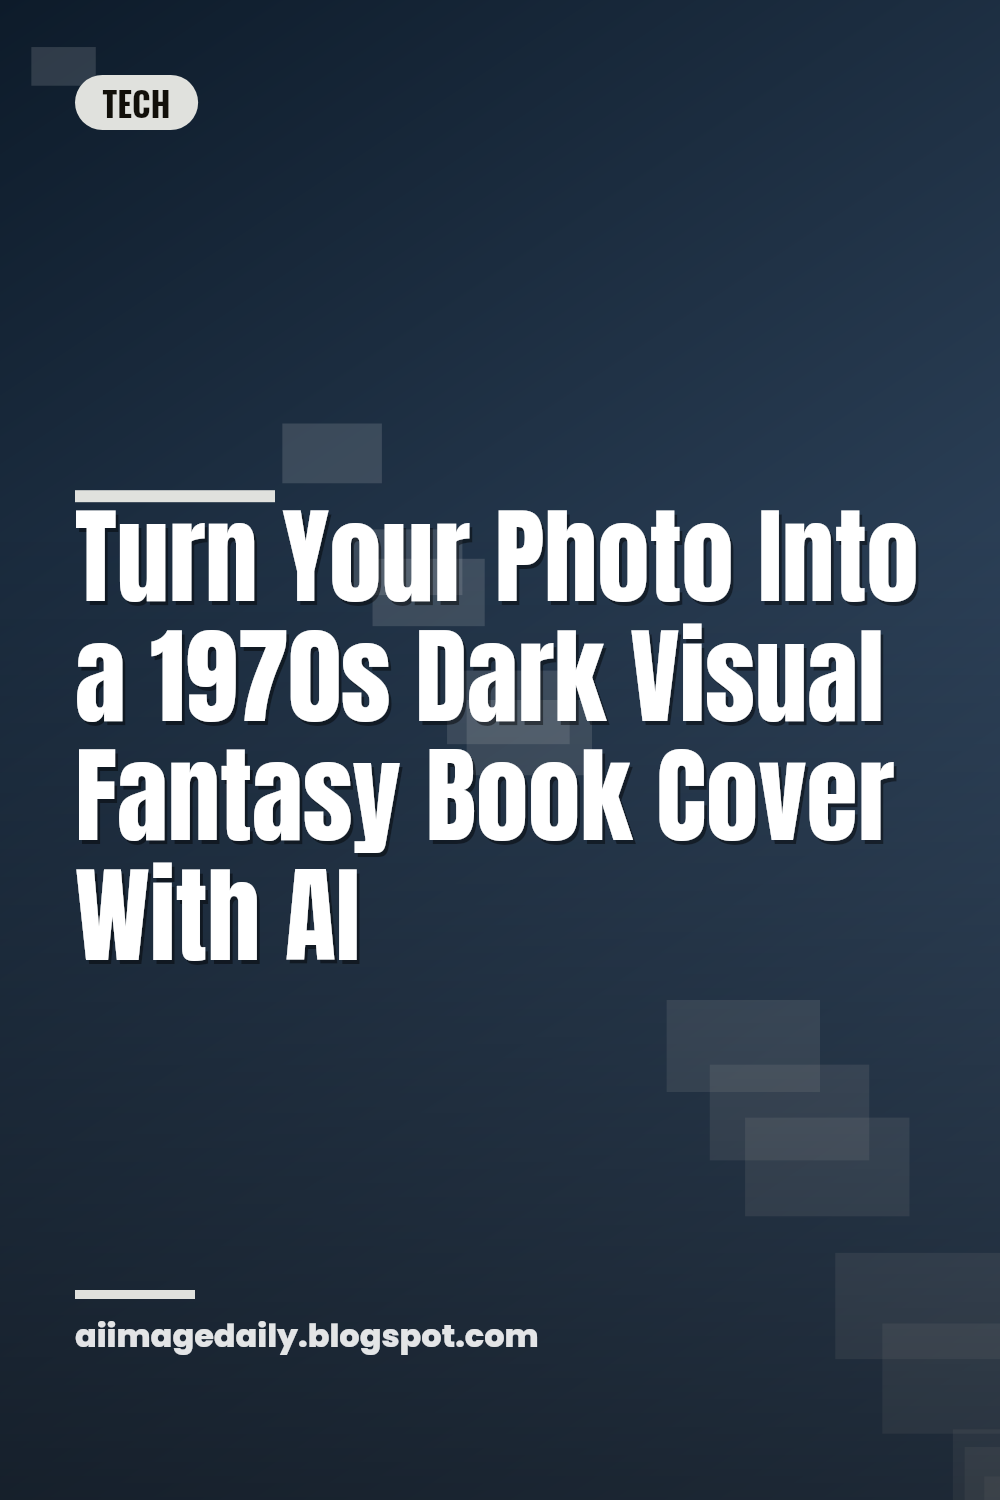 TECH
Turn Your Photo Into
a 1970s Dark Visual
Fantasy Book Cover
With AI
aiimagedaily.blogspot.com